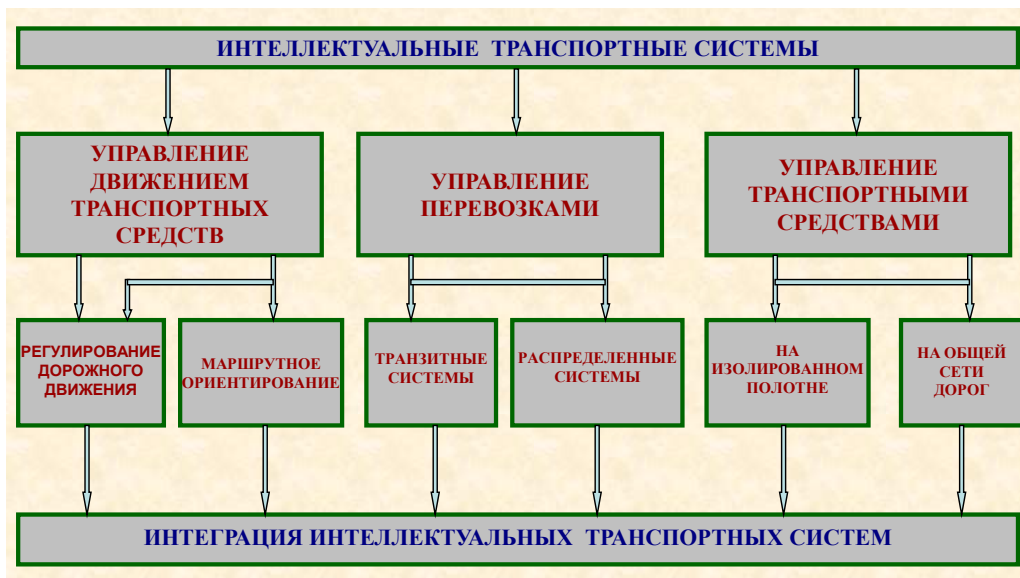 ИНТЕЛЛЕКТУАЛЬНЫЕ ТРАНСПОРТНЫЕ СИСТЕМЫ
УПРАВЛЕНИЕ
ДВИЖЕНИЕМ
ТРАНСПОРТНЫХ
СРЕДСТВ
УПРАВЛЕНИЕ
ПЕРЕВОЗКАМИ
УПРАВЛЕНИЕ
ТРАНСПОРТНЫМИ
СРЕДСТВАМИ
РЕГУЛИРОВАНИЕ
ДОРОЖНОГО
ДВИЖЕНИЯ
МАРШРУТНОЕ
ОРИЕНТИРОВАНИЕ
ТРАНЗИТНЫЕ
СИСТЕМЫ
РАСПРЕДЕЛЕННЫЕ
СИСТЕМЫ
НА
ИЗОЛИРОВАННОМ
ПОЛОТНЕ
НА ОБЩЕЙ
СЕТИ
ДОРОГ
ИНТЕГРАЦИЯ ИНТЕЛЛЕКТУАЛЬНЫХ ТРАНСПОРТНЫХ СИСТЕМ